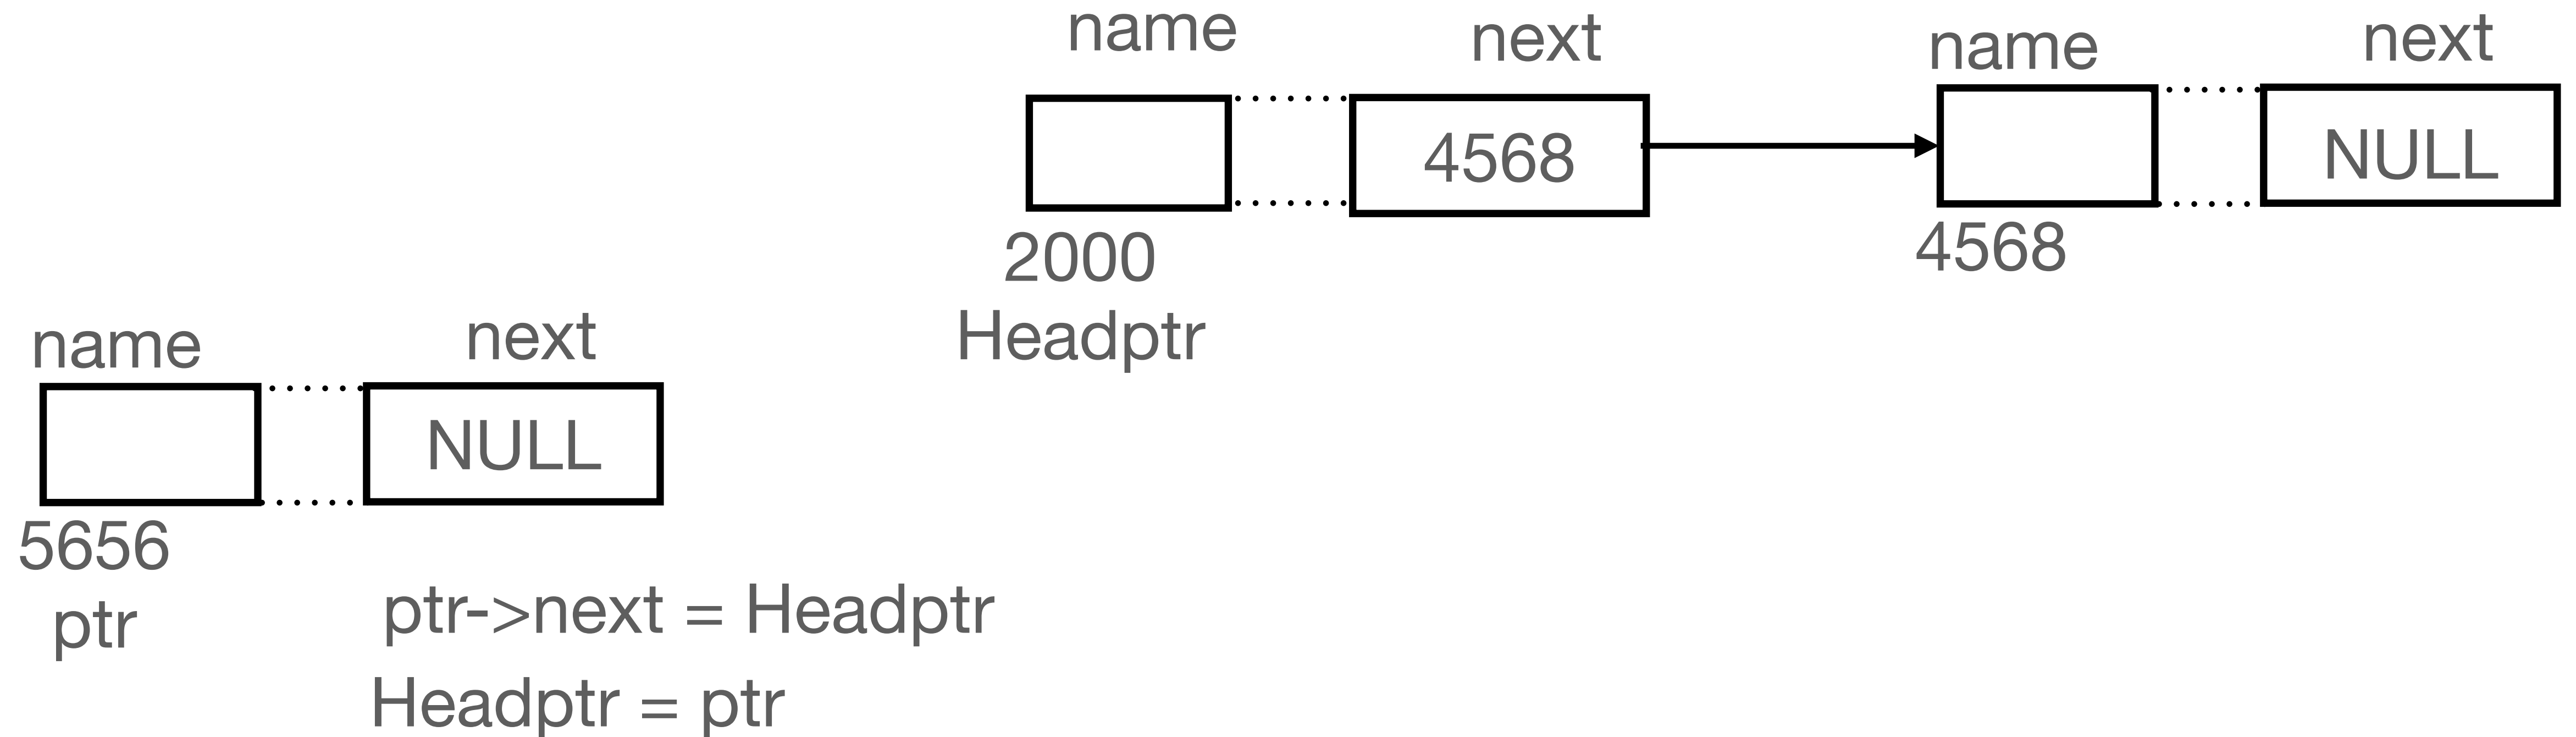 name next name next
4568 NULL
2000 4568
Headptr
name next
NULL
5656
ptr
ptr->next = Headptr
Headptr = ptr